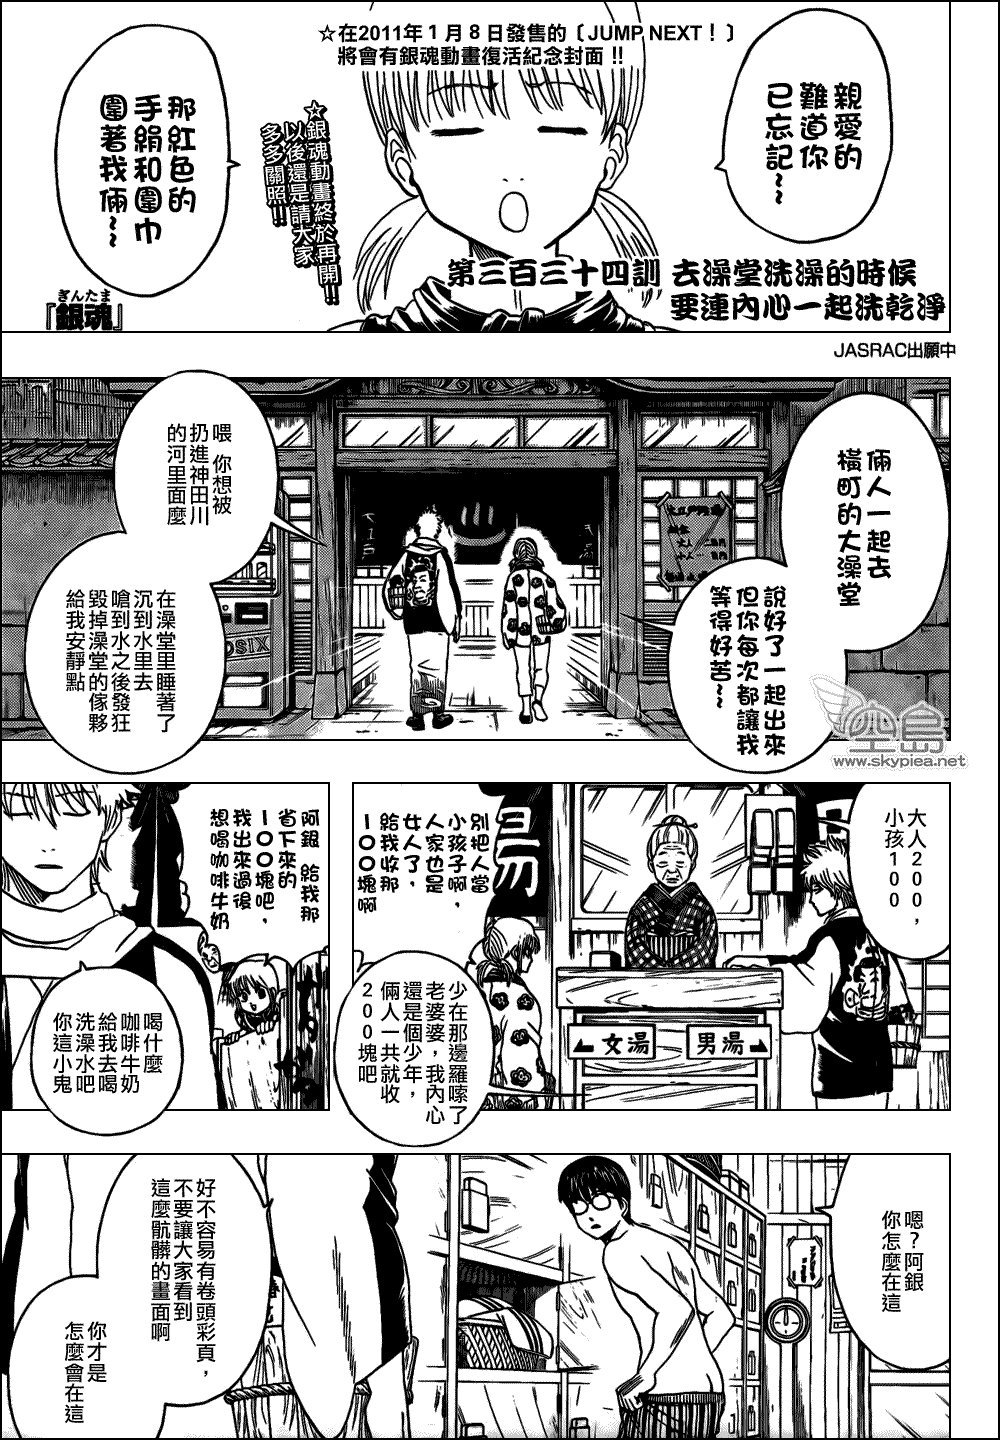 ☆在2011年1月8日發售的〔JUMP NEXT！〕
將會有銀魂動畫復活紀念封面!!
親愛的
難道你
已忘記～
☆銀魂動畫終於再開!!
以後還是請大家
多多關照!!
那紅色的
手絹和圍巾
圍著我倆～
第三百三十四訓 去澡堂洗澡的時候
要連內心一起洗乾淨
ぎんたま
『銀魂』
JASRAC出願中
倆人一起去
橫町的大澡堂
說好了一起出來
但你每次都讓我
等得好苦～
喂 你想被
扔進神田川
的河里面麼
在澡堂里睡著了
沉到水里去
嗆到水之後發狂
毀掉澡堂的傢夥
給我安靜點
OSIX
空島
www.skypiea.net
大人200，
小孩100
別把人當
小孩子啊，
人家也是
女人了，
給我收那
100塊啊
少在那邊羅嗦了
老婆婆，我內心
還是個少年，
倆人一共就收
200塊吧
女湯
男湯
阿銀 給我那
省下來的
100塊吧，
我出來過後
想喝咖啡牛奶
喝什麼
咖啡牛奶
給我去喝
洗澡水吧
你這小鬼
嗯？阿銀
你怎麼在這
好不容易有卷頭彩頁，
不要讓大家看到
這麼骯髒的畫面啊
你才是
怎麼會在這